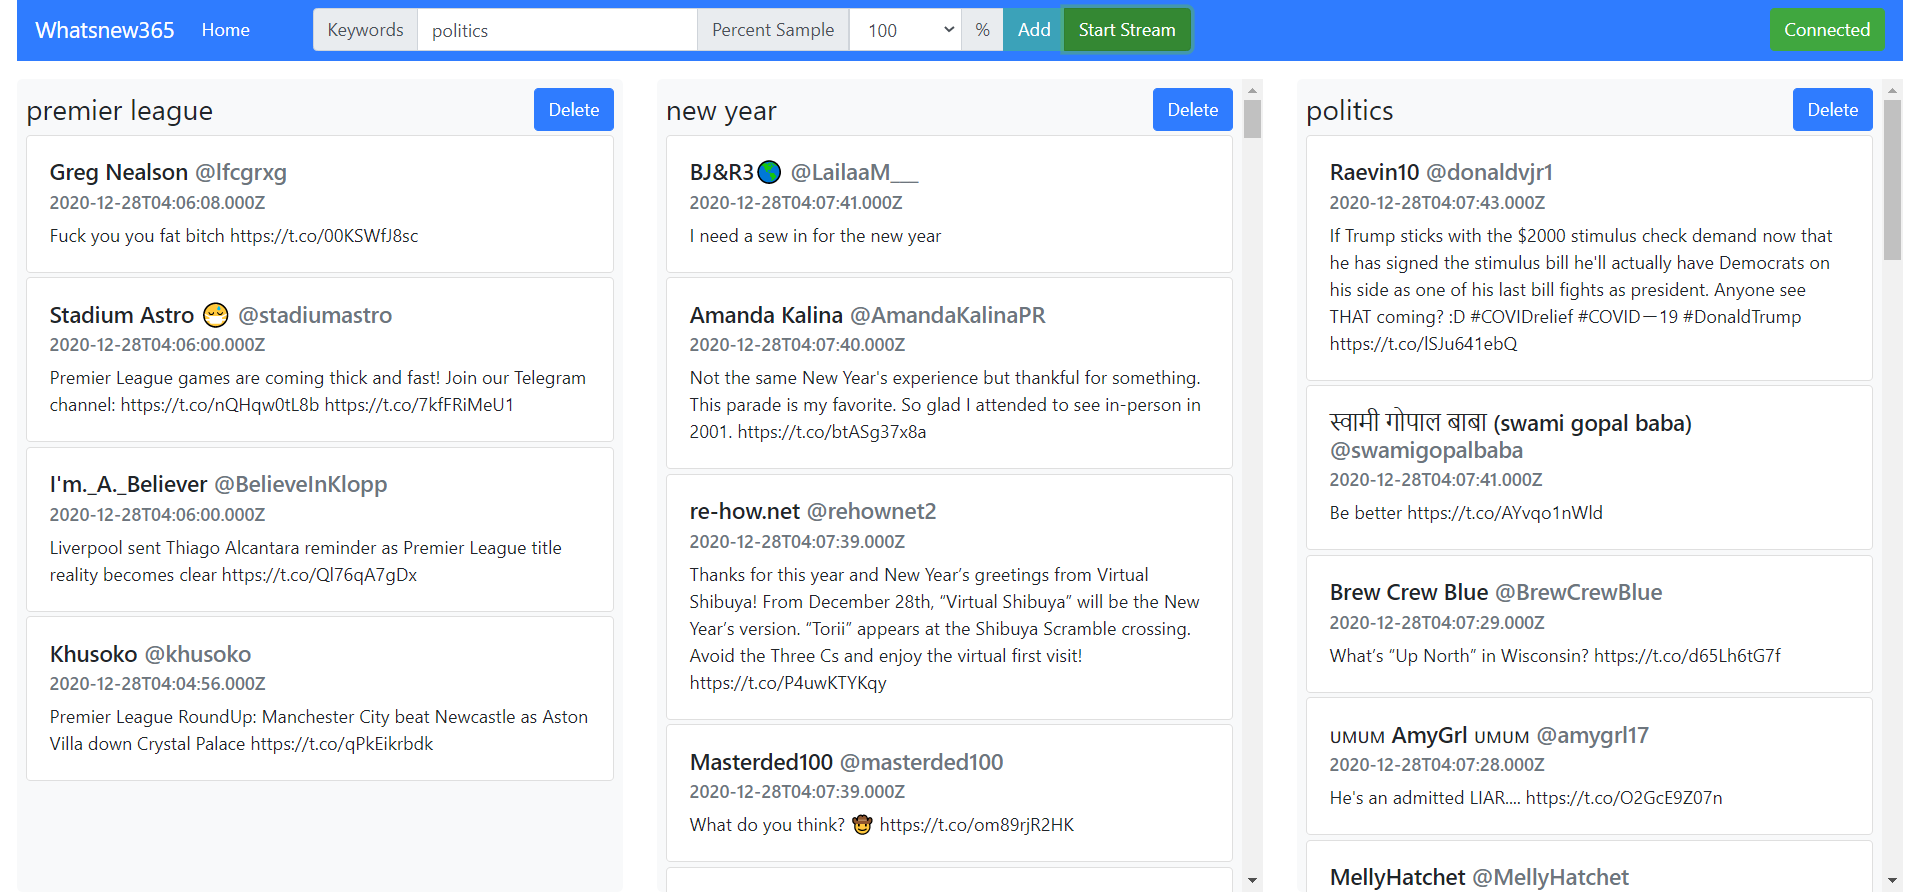 Whatsnew365 Home Keywords politics Percent Sample 100 % Add Start Stream Connected
premier league Delete
Greg Nealson @lfcgrxg
2020-12-28T04:06:08.000Z
Fuck you you fat bitch https://t.co/00KSWfJ8sc
Stadium Astro 😷 @stadiumastro
2020-12-28T04:06:00.000Z
Premier League games are coming thick and fast! Join our Telegram
channel: https://t.co/nQHqw0tL8b https://t.co/7kfFRiMeU1
I'm._A._Believer @BelieveInKlopp
2020-12-28T04:06:00.000Z
Liverpool sent Thiago Alcantara reminder as Premier League title
reality becomes clear https://t.co/Ql76qA7gDx
Khusoko @khusoko
2020-12-28T04:04:56.000Z
Premier League RoundUp: Manchester City beat Newcastle as Aston
Villa down Crystal Palace https://t.co/qPkEikrbdk
new year Delete
BJ&R3🌎 @LailaaM___
2020-12-28T04:07:41.000Z
I need a sew in for the new year
Amanda Kalina @AmandaKalinaPR
2020-12-28T04:07:40.000Z
Not the same New Year's experience but thankful for something.
This parade is my favorite. So glad I attended to see in-person in
2001. https://t.co/btASg37x8a
re-how.net @rehownet2
2020-12-28T04:07:39.000Z
Thanks for this year and New Year’s greetings from Virtual
Shibuya! From December 28th, “Virtual Shibuya” will be the New
Year’s version. “Torii” appears at the Shibuya Scramble crossing.
Avoid the Three Cs and enjoy the virtual first visit!
https://t.co/P4uwKTYKqy
Masterded100 @masterded100
2020-12-28T04:07:39.000Z
What do you think? 🤠 https://t.co/om89rjR2HK
politics Delete
Raevin10 @donaldvjr1
2020-12-28T04:07:43.000Z
If Trump sticks with the $2000 stimulus check demand now that
he has signed the stimulus bill he'll actually have Democrats on
his side as one of his last bill fights as president. Anyone see
THAT coming? :D #COVIDrelief #COVIDー19 #DonaldTrump
https://t.co/lSJu641ebQ
स्वामी गोपाल बाबा (swami gopal baba)
@swamigopalbaba
2020-12-28T04:07:41.000Z
Be better https://t.co/AYvqo1nWld
Brew Crew Blue @BrewCrewBlue
2020-12-28T04:07:29.000Z
What’s “Up North” in Wisconsin? https://t.co/d65Lh6tG7f
ᴜᴍᴜᴍ AmyGrl ᴜᴍᴜᴍ @amygrl17
2020-12-28T04:07:28.000Z
He's an admitted LIAR.... https://t.co/O2GcE9Z07n
MellyHatchet @MellyHatchet